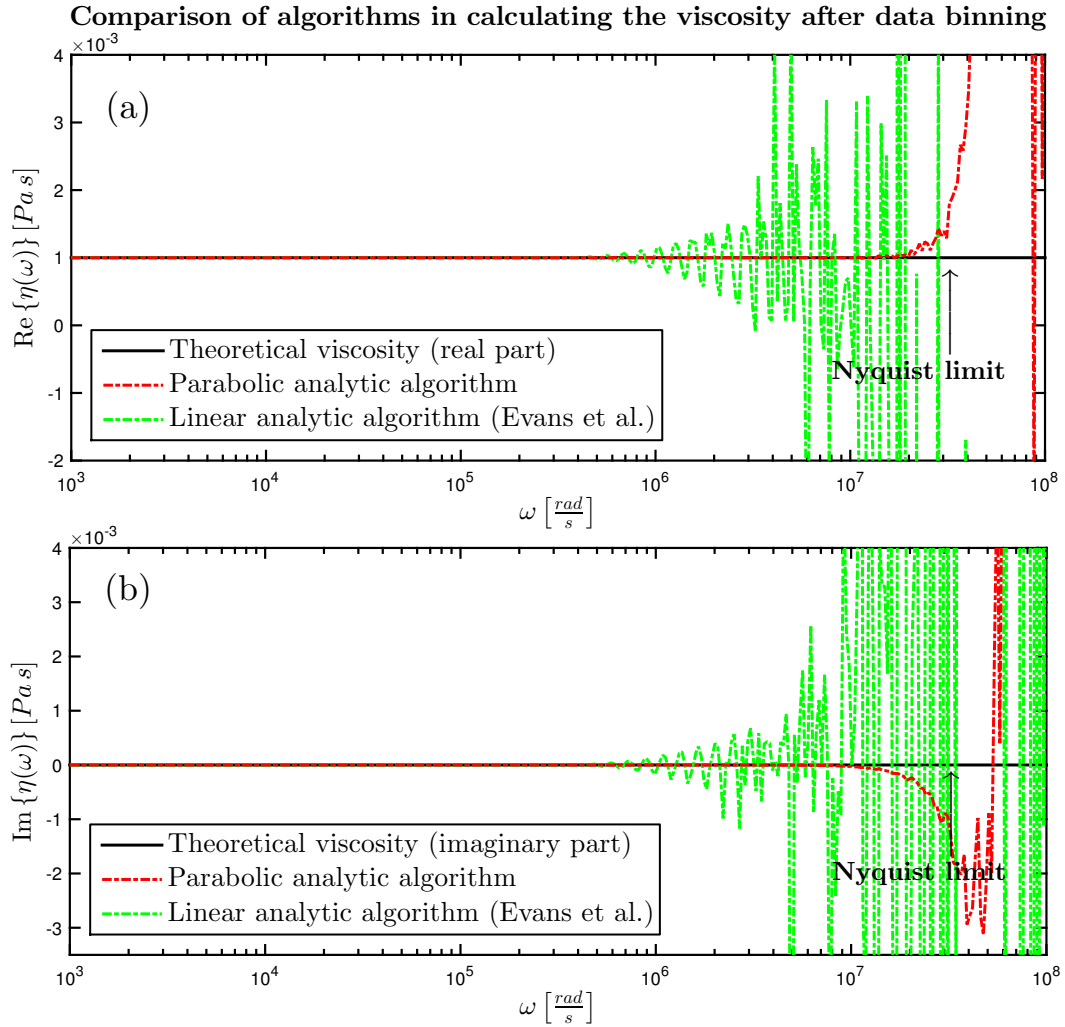 Comparison of algorithms in calculating the viscosity after data binning
×10⁻³
(a)
4
3
2
1
0
-1
-2
Re {η(ω)} [Pa s]
Theoretical viscosity (real part)
Parabolic analytic algorithm
Linear analytic algorithm (Evans et al.)
Nyquist limit
10³ 10⁴ 10⁵ 10⁶ 10⁷ 10⁸
ω [rad/s]
×10⁻³
(b)
4
3
2
1
0
-1
-2
-3
Im {η(ω)} [Pa s]
Theoretical viscosity (imaginary part)
Parabolic analytic algorithm
Linear analytic algorithm (Evans et al.)
Nyquist limit
10³ 10⁴ 10⁵ 10⁶ 10⁷ 10⁸
ω [rad/s]